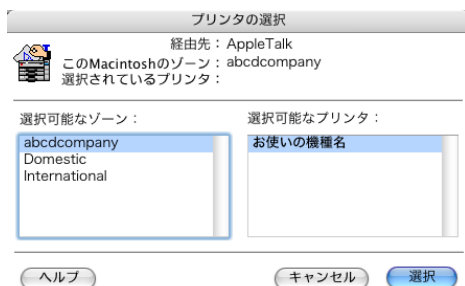 プリンタの選択
経由先：AppleTalk
このMacintoshのゾーン：abcdcompany
選択されているプリンタ：
選択可能なゾーン：
abcdcompany
Domestic
International
選択可能なプリンタ：
お使いの機種名
ヘルプ
キャンセル
選択